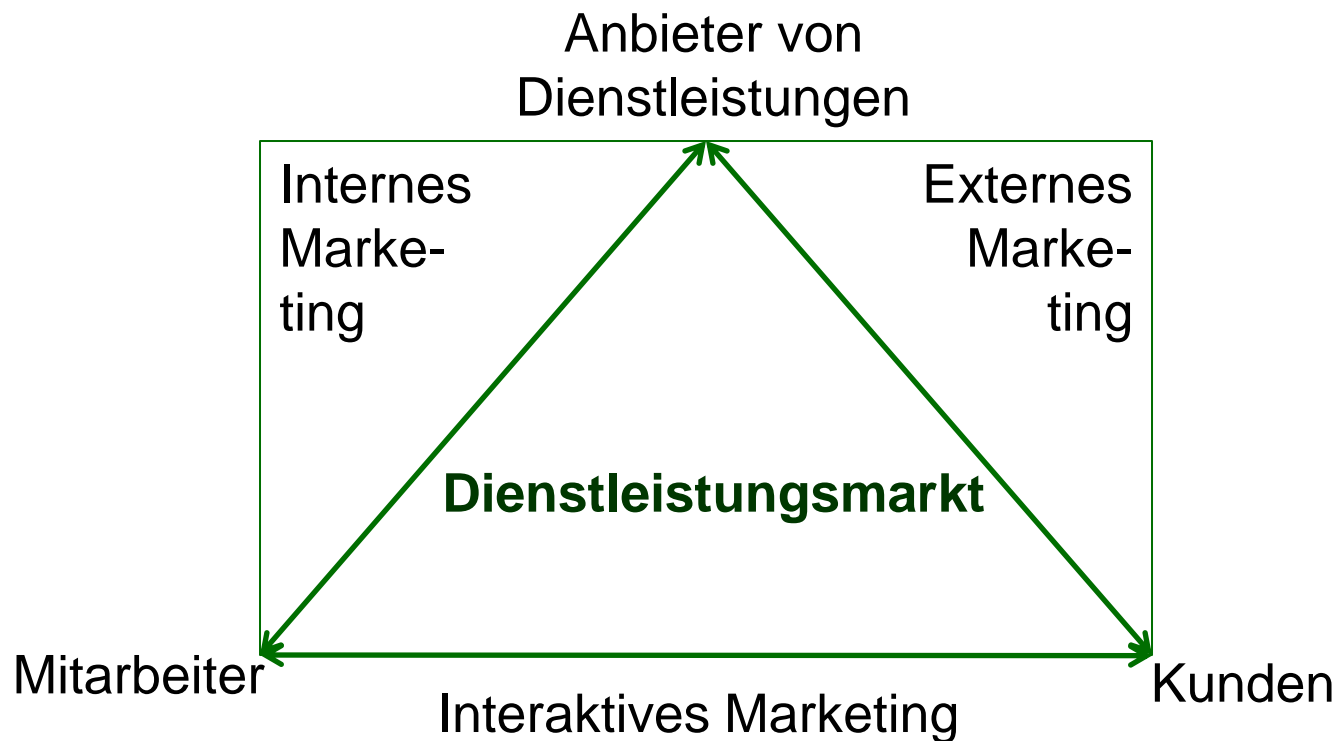 Anbieter von
Dienstleistungen
Internes
Marke-
ting
Externes
Marke-
ting
Dienstleistungsmarkt
Mitarbeiter
Kunden
Interaktives Marketing